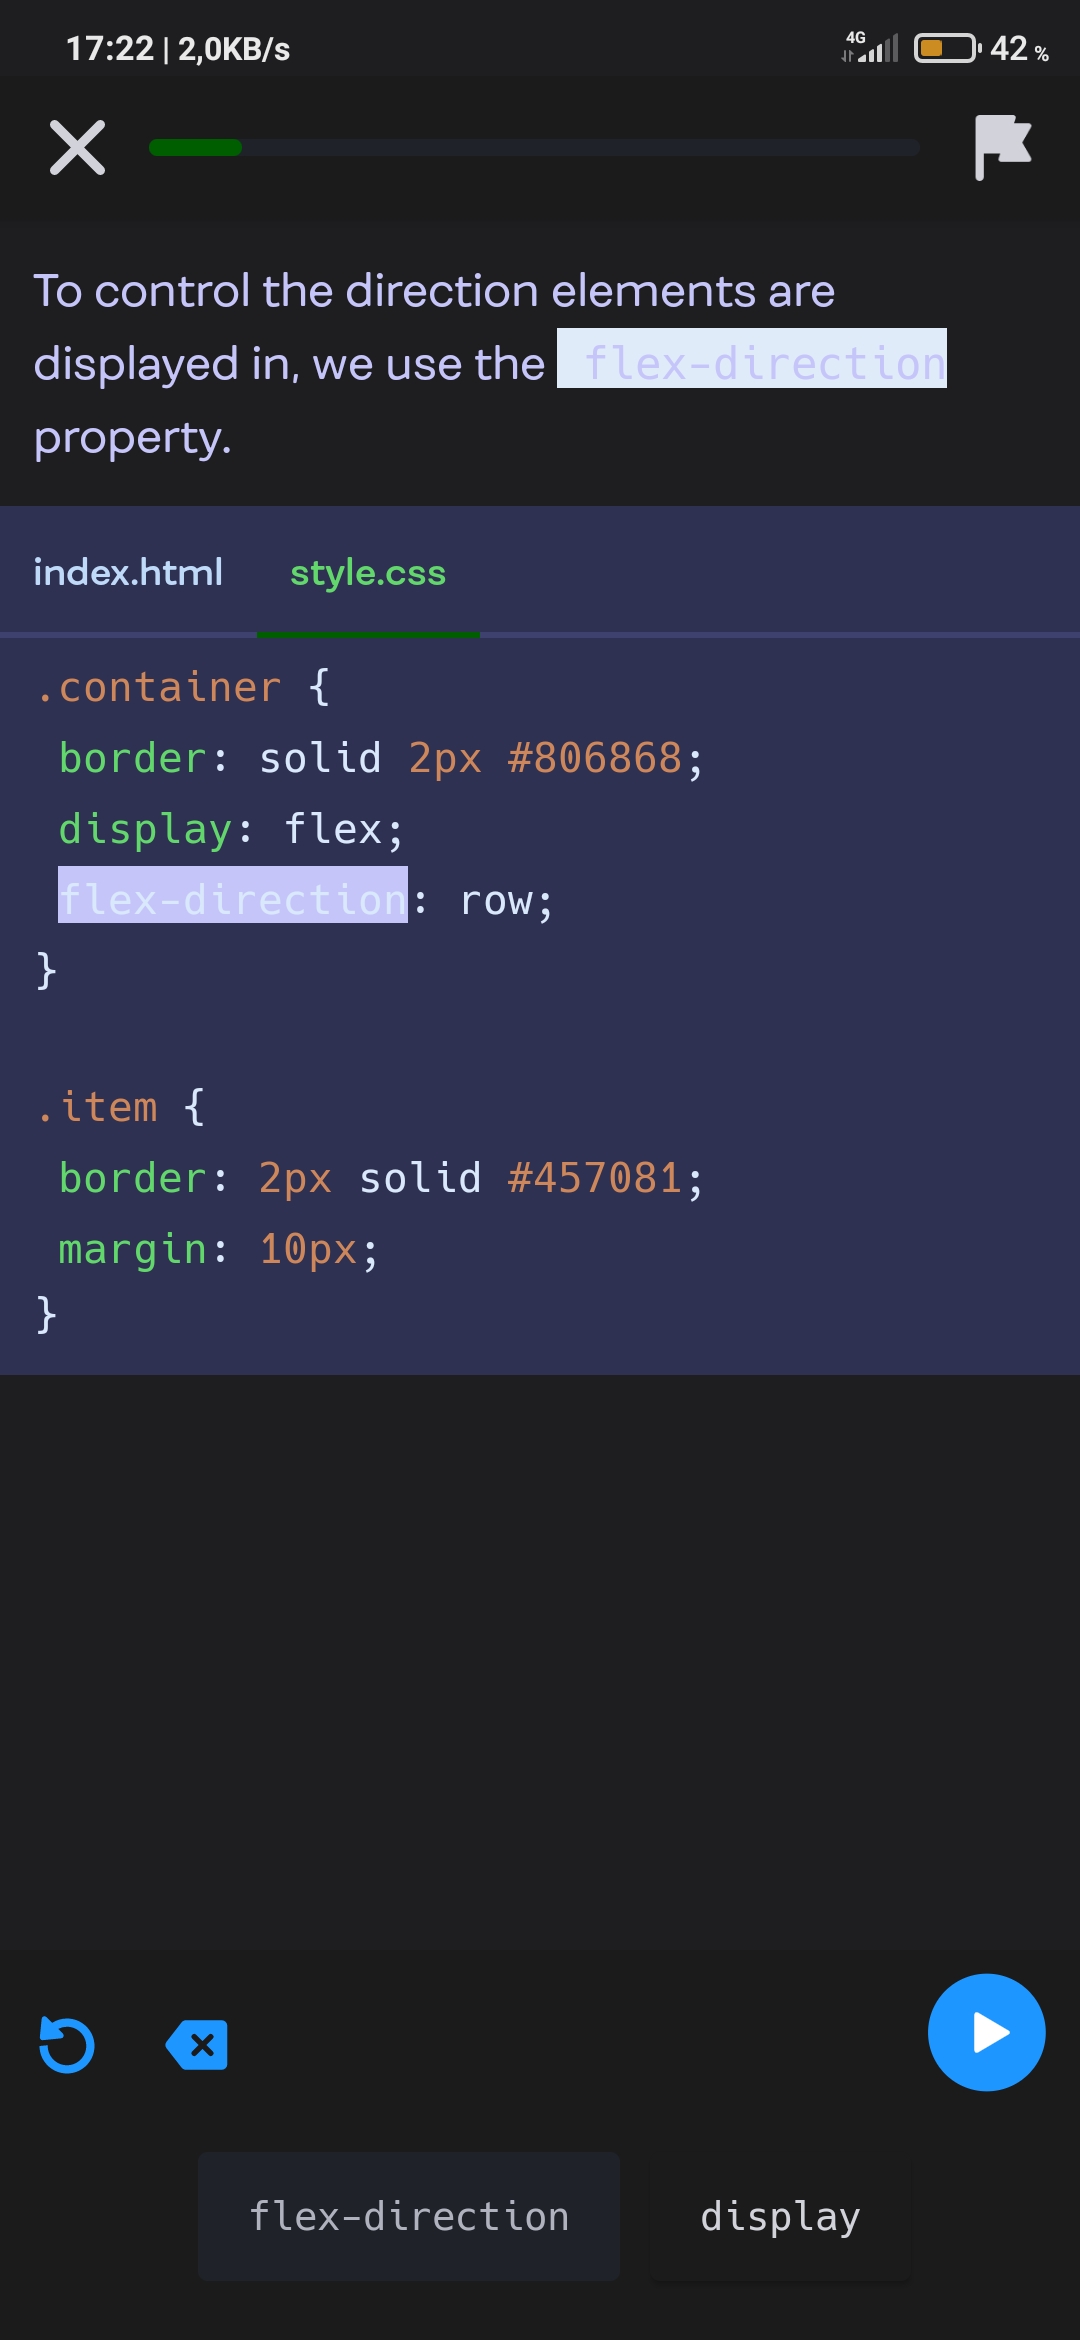 17:22 | 2,0KB/s 4G 42 %
To control the direction elements are
displayed in, we use the flex-direction
property.
index.html style.css
.container {
border: solid 2px #806868;
display: flex;
flex-direction: row;
}
.item {
border: 2px solid #457081;
margin: 10px;
}
flex-direction display